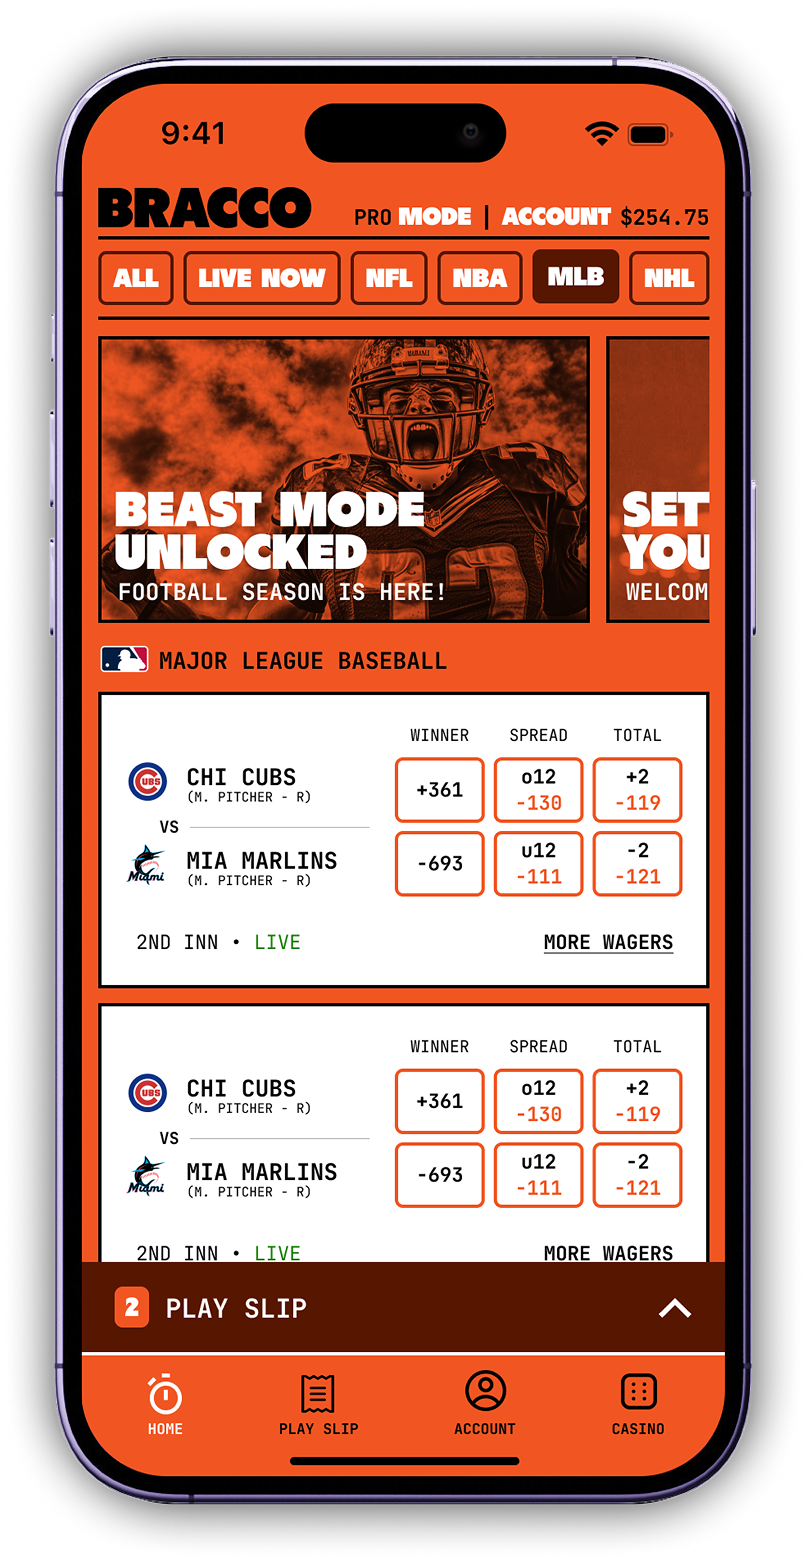 9:41
BRACCO
PRO MODE | ACCOUNT $254.75
ALL LIVE NOW NFL NBA MLB NHL
BEAST MODE
UNLOCKED
FOOTBALL SEASON IS HERE!
SET
YOU
WELCOM
MAJOR LEAGUE BASEBALL
WINNER SPREAD TOTAL
CUBS
CHI CUBS
(M. PITCHER - R)
+361 o12 -130 +2 -119
VS
Miami
MIA MARLINS
(M. PITCHER - R)
-693 u12 -111 -2 -121
2ND INN • LIVE MORE WAGERS
WINNER SPREAD TOTAL
CUBS
CHI CUBS
(M. PITCHER - R)
+361 o12 -130 +2 -119
VS
Miami
MIA MARLINS
(M. PITCHER - R)
-693 u12 -111 -2 -121
2ND INN • LIVE MORE WAGERS
2 PLAY SLIP
HOME PLAY SLIP ACCOUNT CASINO